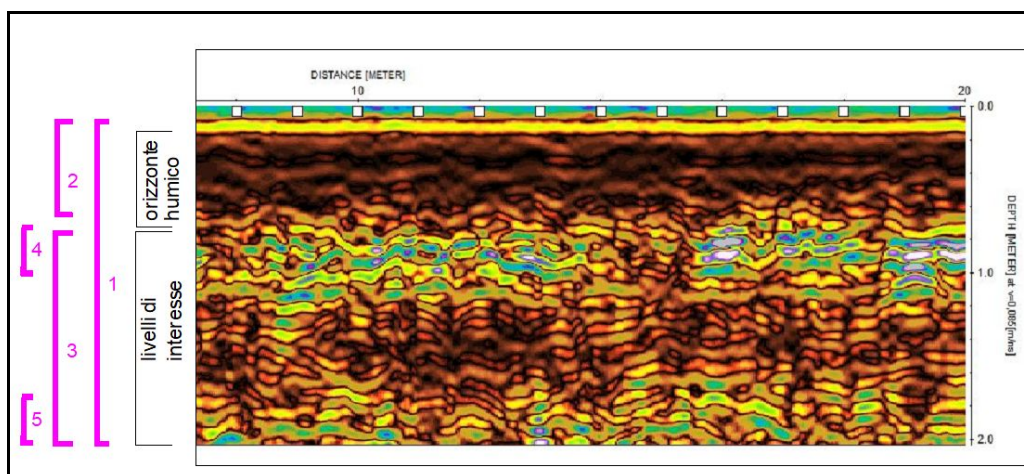 DISTANCE [METER]
10
20
0.0
1.0
2.0
DEPTH [METER] at v=0,085[m/ns]
orizzonte
humico
livelli di
interesse
2
4
1
3
5